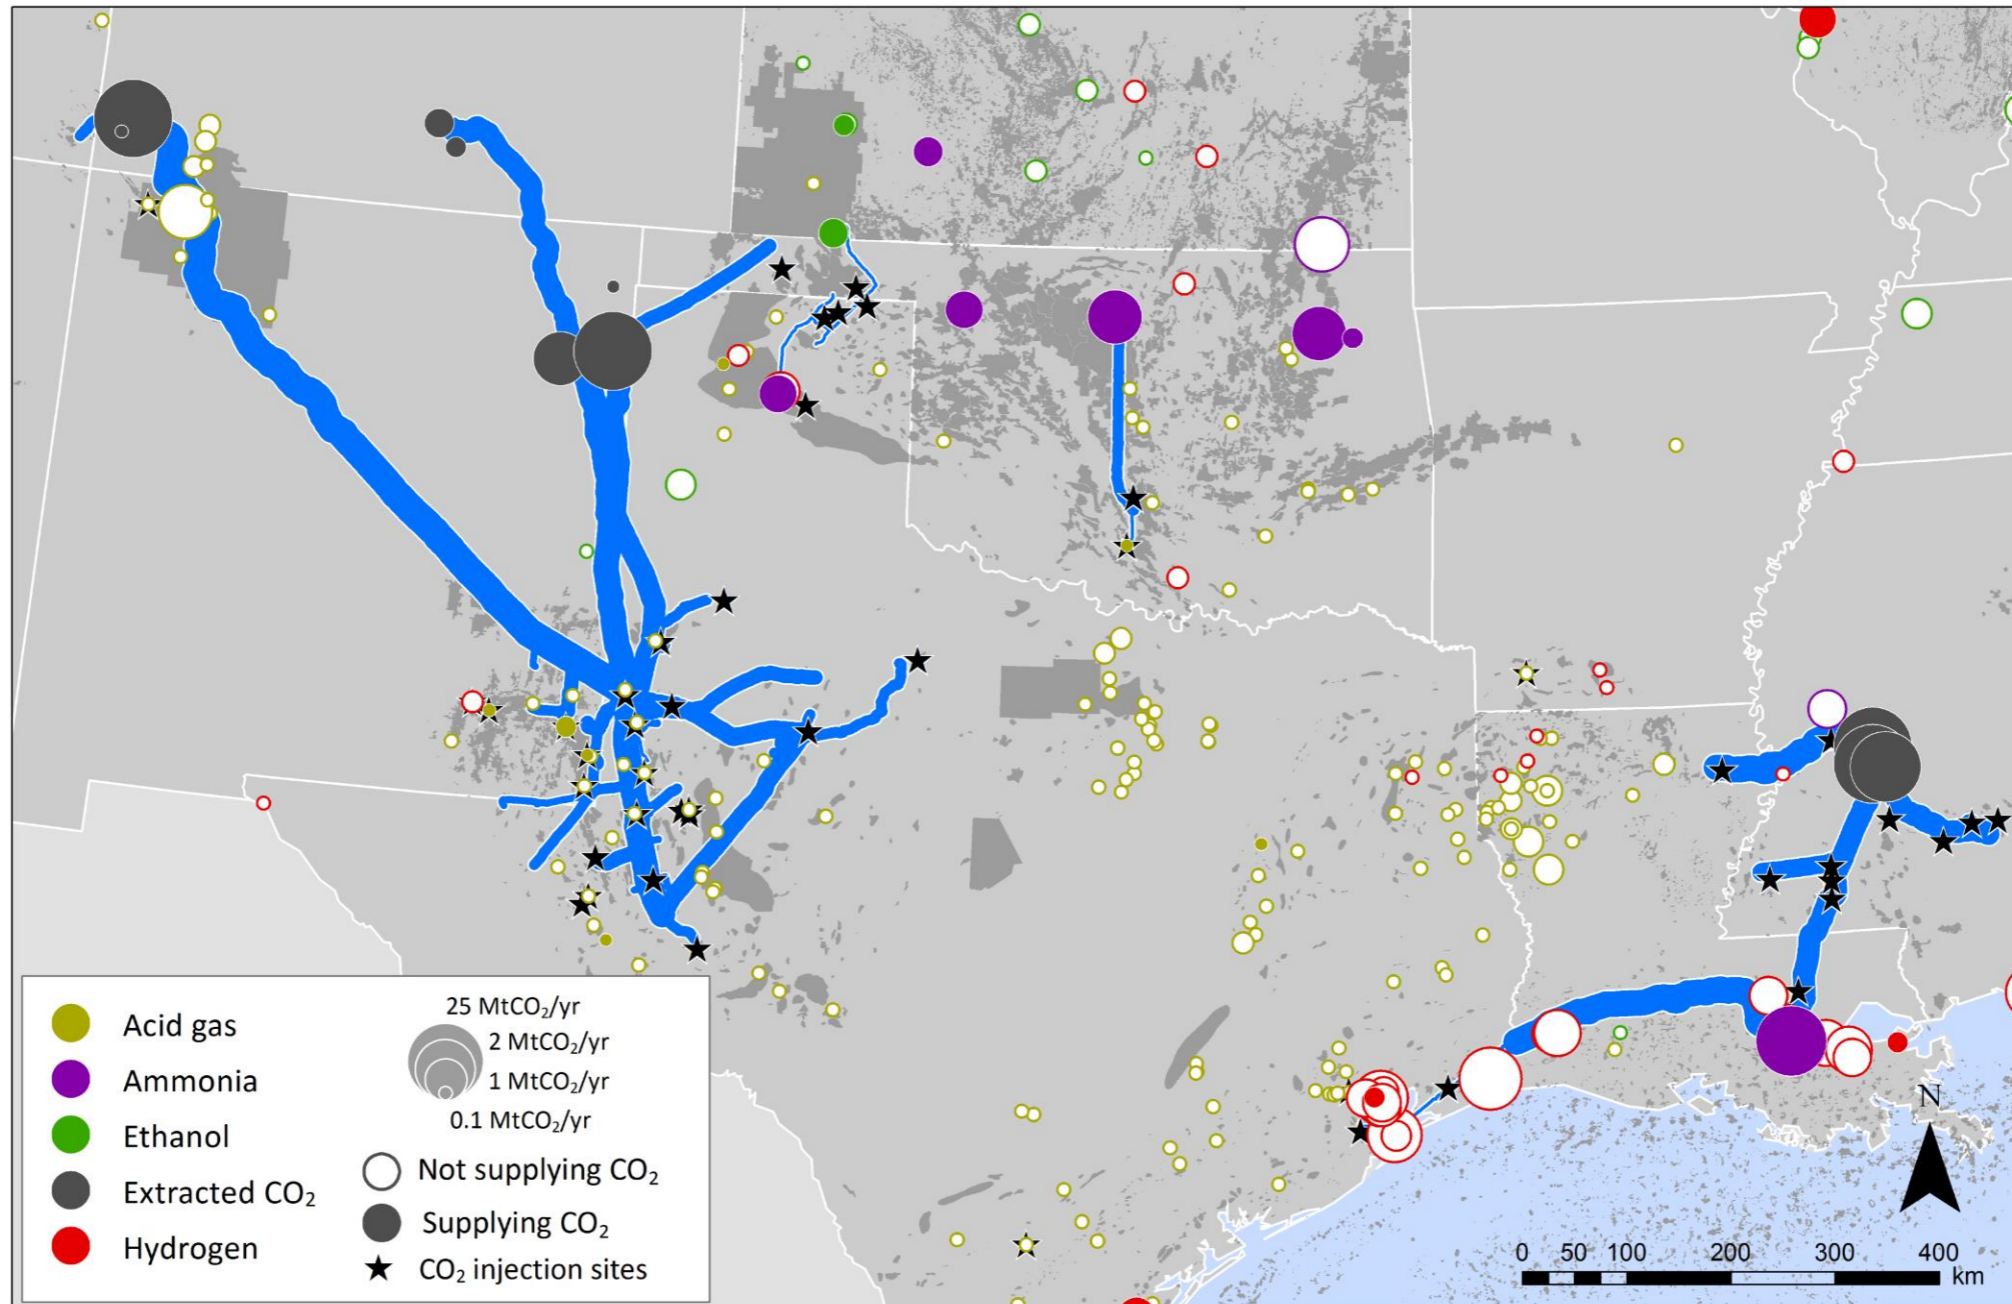 Acid gas
Ammonia
Ethanol
Extracted CO₂
Hydrogen
25 MtCO₂/yr
2 MtCO₂/yr
1 MtCO₂/yr
0.1 MtCO₂/yr
Not supplying CO₂
Supplying CO₂
CO₂ injection sites
N
0 50 100 200 300 400
km